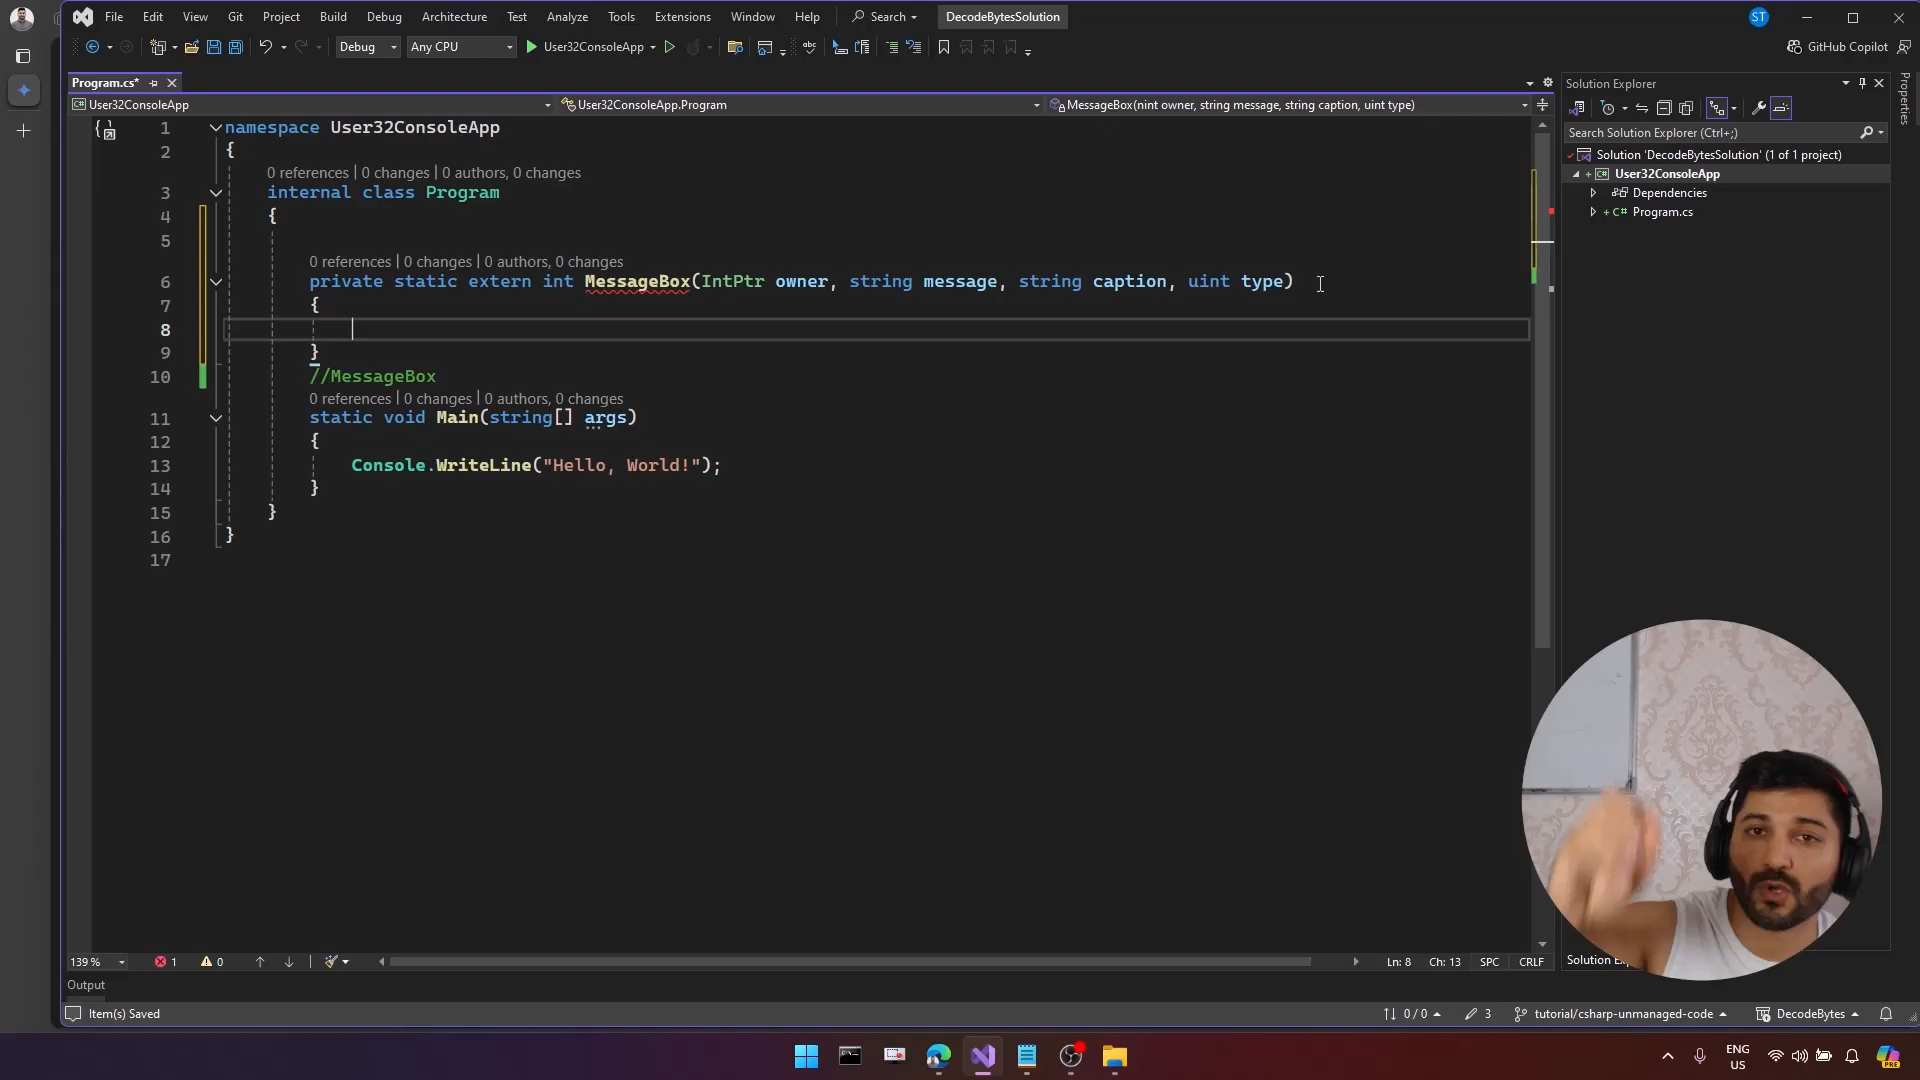 File Edit View Git Project Build Debug Architecture Test Analyze Tools Extensions Window Help Search DecodeBytesSolution ST
Debug Any CPU User32ConsoleApp GitHub Copilot
Program.cs*
User32ConsoleApp User32ConsoleApp.Program MessageBox(nint owner, string message, string caption, uint type)
1 namespace User32ConsoleApp
2 {
0 references | 0 changes | 0 authors, 0 changes
3 internal class Program
4 {
5
0 references | 0 changes | 0 authors, 0 changes
6 private static extern int MessageBox(IntPtr owner, string message, string caption, uint type)
7 {
8
9 }
10 //MessageBox
0 references | 0 changes | 0 authors, 0 changes
11 static void Main(string[] args)
12 {
13 Console.WriteLine("Hello, World!");
14 }
15 }
16 }
17
Solution Explorer
Search Solution Explorer (Ctrl+;)
Solution 'DecodeBytesSolution' (1 of 1 project)
User32ConsoleApp
Dependencies
C# Program.cs
Properties
139 % 1 0 Ln: 8 Ch: 13 SPC CRLF
Solution
Output
Item(s) Saved 0 / 0 3 tutorial/csharp-unmanaged-code DecodeBytes
ENG
US
PRE